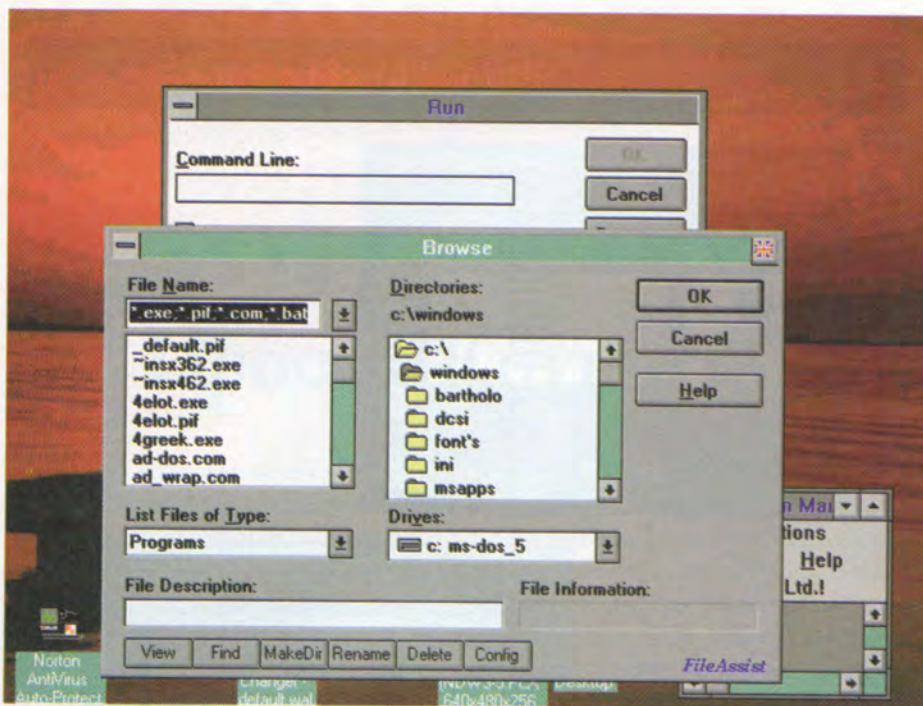 Run
Command Line:
OK
Cancel
Browse
File Name:
*.exe;*.pif;*.com;*.bat
_default.pif
~insx362.exe
~insx462.exe
4elot.exe
4elot.pif
4greek.exe
ad-dos.com
ad_wrap.com
Directories:
c:\windows
c:\
windows
bartholo
dcsi
font's
ini
msapps
OK
Cancel
Help
List Files of Type:
Programs
Drives:
c: ms-dos_5
File Description:
File Information:
View Find MakeDir Rename Delete Config
FileAssist
Help
Ltd.!
Norton
AntiVirus
Auto-Protect
Changer -
default.wal
640x480x256
Desktop